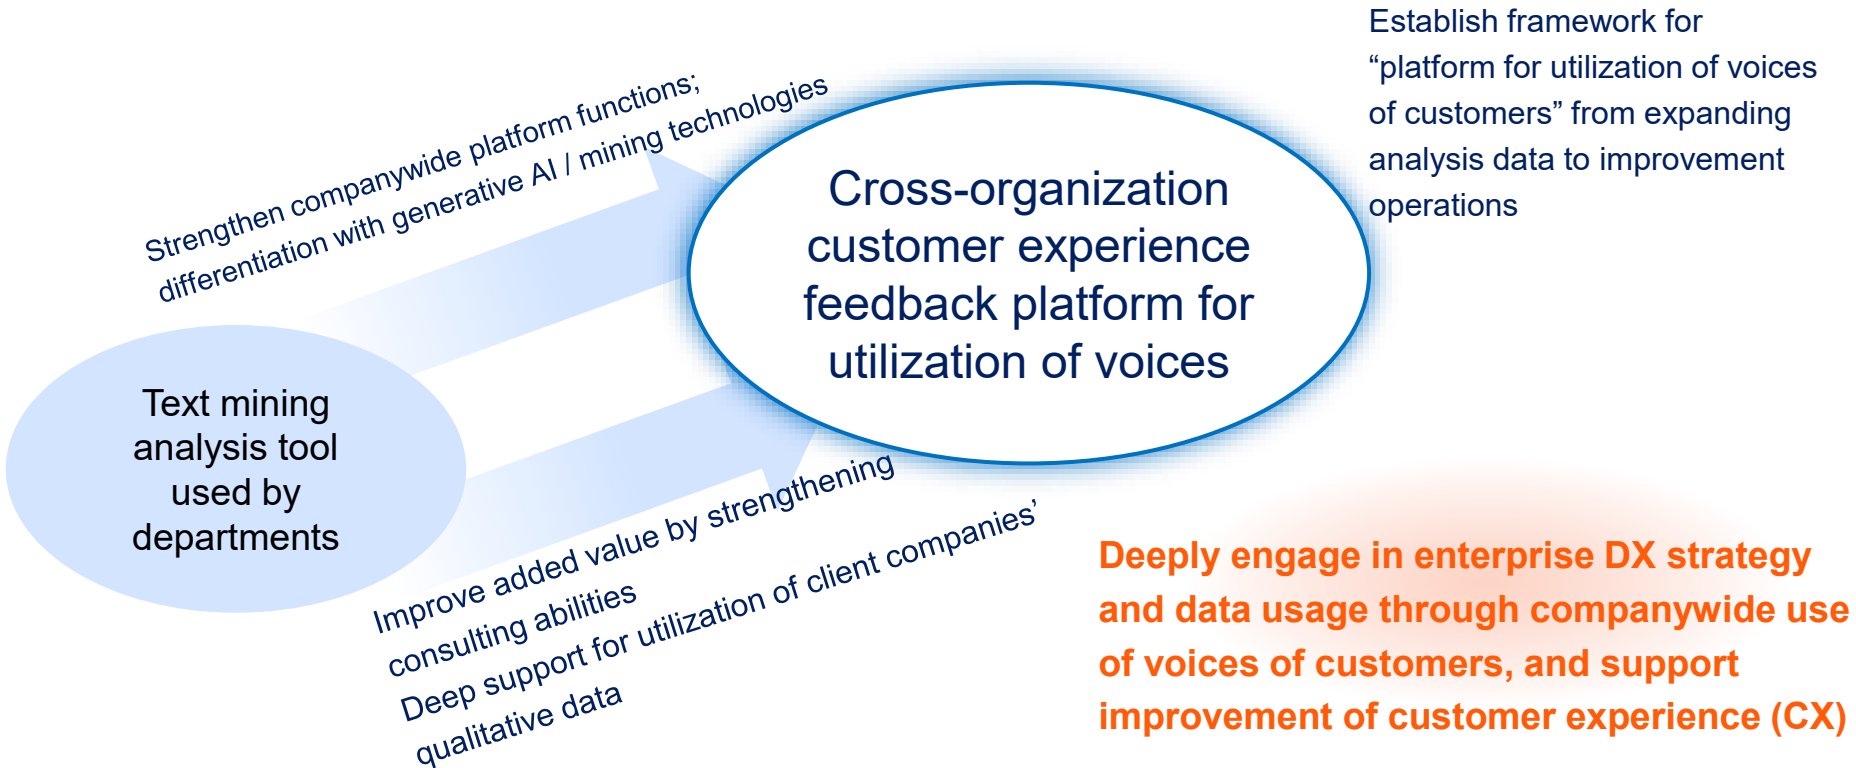 Establish framework for
“platform for utilization of voices
of customers” from expanding
analysis data to improvement
operations
Strengthen companywide platform functions;
differentiation with generative AI / mining technologies
Cross-organization
customer experience
feedback platform for
utilization of voices
Text mining
analysis tool
used by
departments
Improve added value by strengthening
consulting abilities
Deep support for utilization of client companies’
qualitative data
Deeply engage in enterprise DX strategy
and data usage through companywide use
of voices of customers, and support
improvement of customer experience (CX)